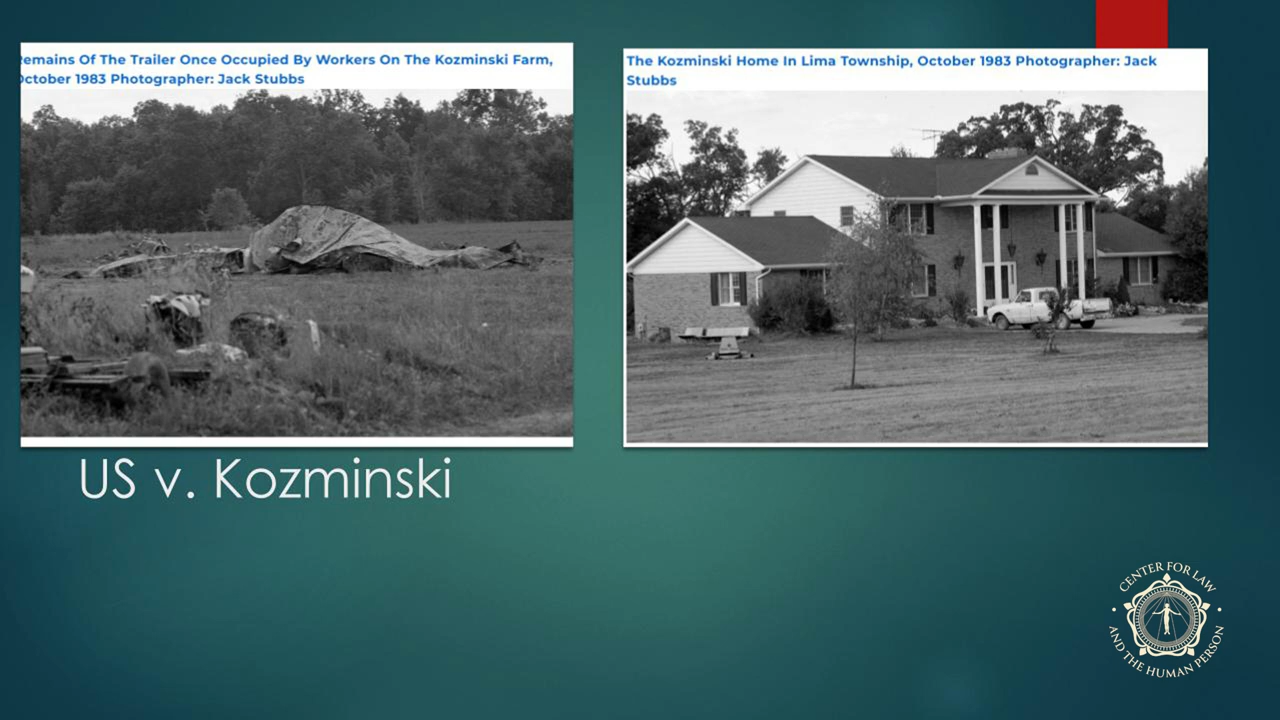 emains Of The Trailer Once Occupied By Workers On The Kozminski Farm,
October 1983 Photographer: Jack Stubbs
The Kozminski Home In Lima Township, October 1983 Photographer: Jack
Stubbs
US v. Kozminski
CENTER FOR LAW
AND THE HUMAN PERSON